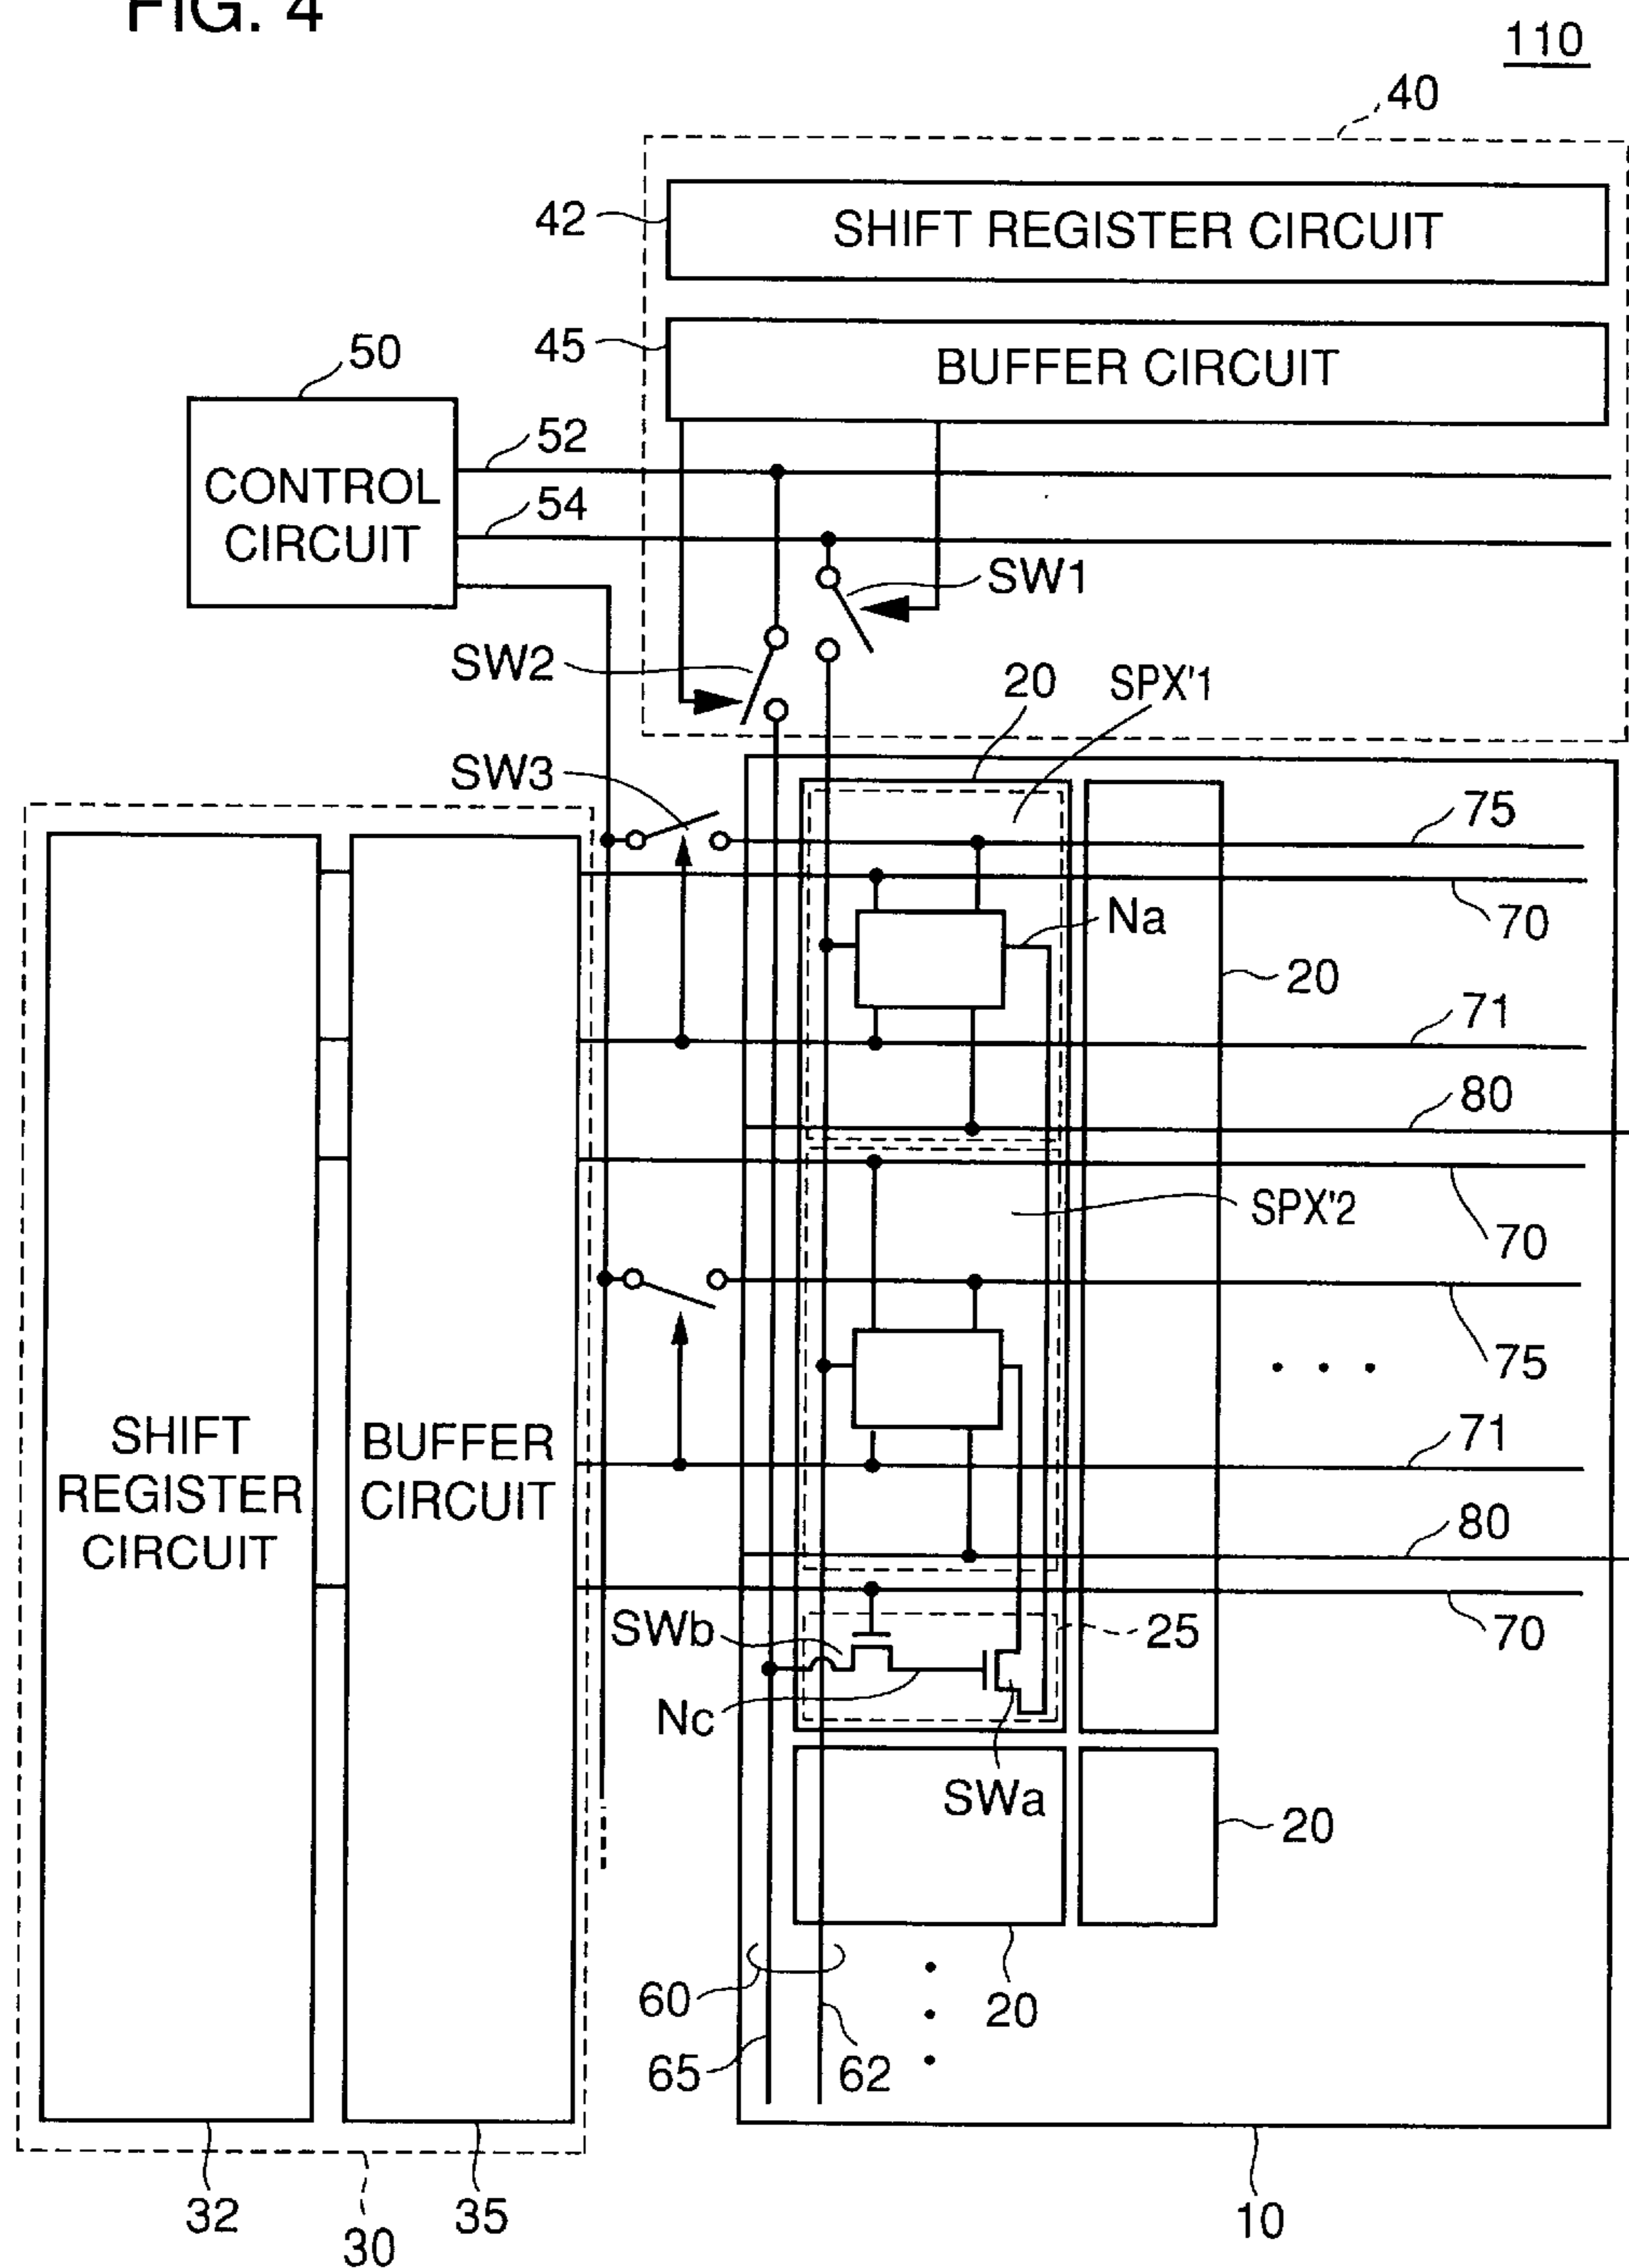 FIG. 4
110
40
42
SHIFT REGISTER CIRCUIT
45
BUFFER CIRCUIT
50
CONTROL
CIRCUIT
52
54
SW1
SW2
20
SPX'1
SW3
75
70
Na
20
71
80
SPX'2
70
75
71
SHIFT
REGISTER
CIRCUIT
BUFFER
CIRCUIT
80
SWb
25
70
Nc
SWa
20
60
20
65
62
32
30
35
10